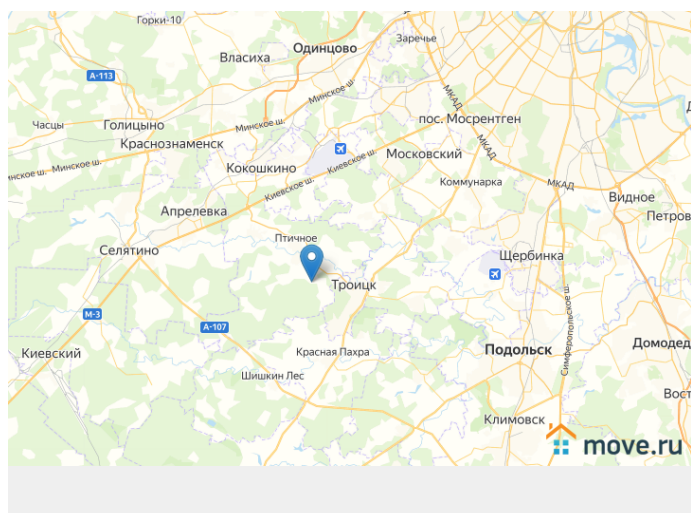 Горки-10
Заречье
Одинцово
Власиха
А-113
Минское ш.
МКАД
пос. Мосрентген
Часцы
Голицыно
Минское ш.
Краснознаменск
МКАД
Московский
Кокошкино
Киевское ш.
Минское ш.
нское ш.
Киевское ш.
Коммунарка
МКАД
Видное
Апрелевка
Петров
Птичное
Селятино
Щербинка
Троицк
М-3
А-107
Симферопольское ш.
Домодед
Киевский
Красная Пахра
Подольск
Шишкин Лес
Вост
Климовск
move.ru